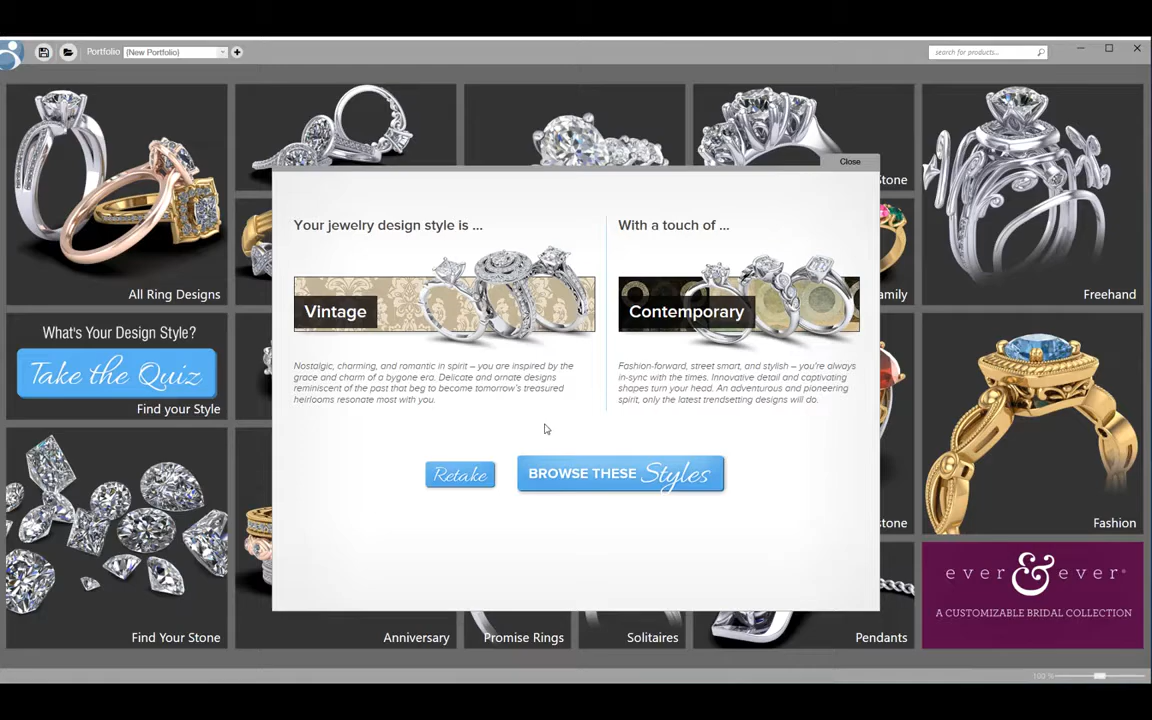 Portfolio (New Portfolio)
search for products...
Close
Your jewelry design style is ...
With a touch of ...
Vintage
Contemporary
Nostalgic, charming, and romantic in spirit – you are inspired by the
grace and charm of a bygone era. Delicate and ornate designs
reminiscent of the past that beg to become tomorrow's treasured
heirlooms resonate most with you.
Fashion-forward, street smart, and stylish – you're always
in-sync with the times. Innovative detail and captivating
shapes turn your head. An adventurous and pioneering
spirit, only the latest trendsetting designs will do.
Retake
BROWSE THESE Styles
All Ring Designs
Stone
amily
Freehand
What's Your Design Style?
Take the Quiz
Find your Style
stone
Fashion
Find Your Stone
Anniversary
Promise Rings
Solitaires
Pendants
ever & ever®
A CUSTOMIZABLE BRIDAL COLLECTION
100 %